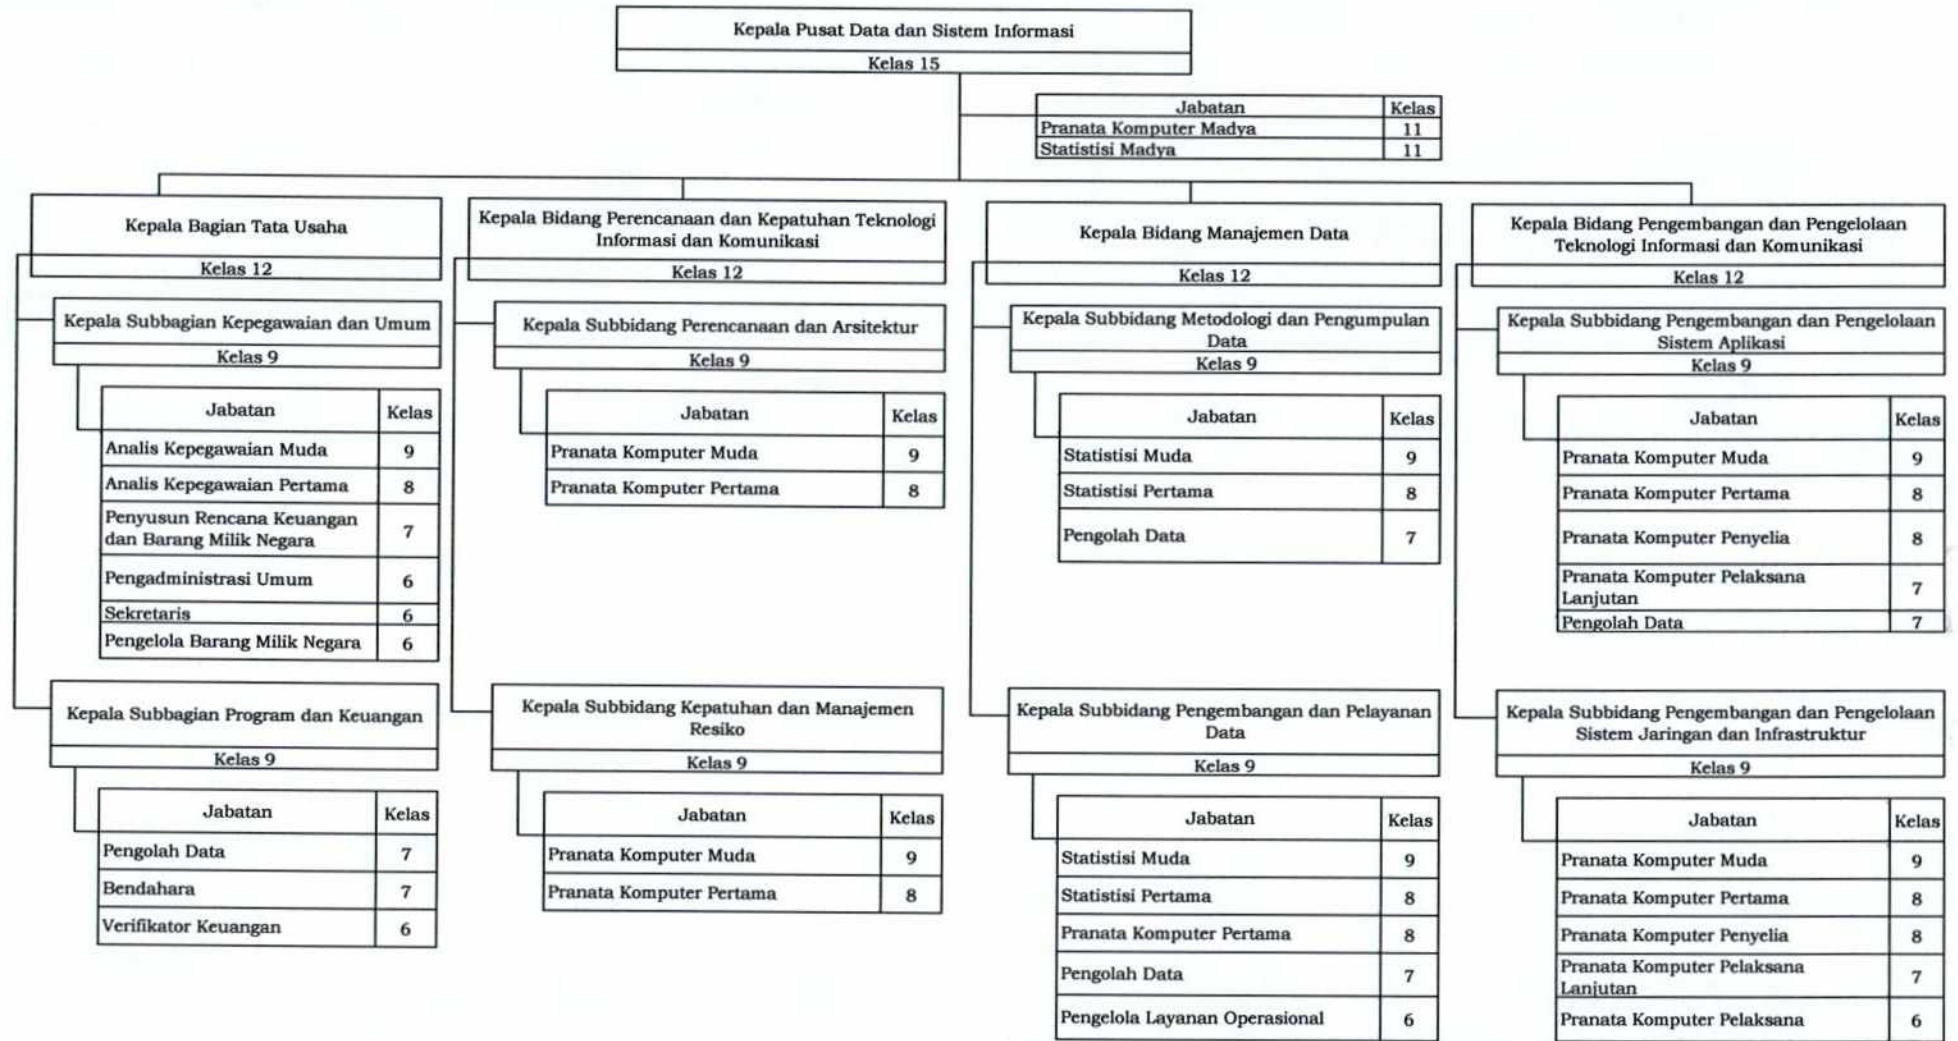 Kepala Pusat Data dan Sistem Informasi
Kelas 15
Jabatan Kelas
Pranata Komputer Madya 11
Statistisi Madya 11
Kepala Bagian Tata Usaha
Kelas 12
Kepala Subbagian Kepegawaian dan Umum
Kelas 9
Jabatan Kelas
Analis Kepegawaian Muda 9
Analis Kepegawaian Pertama 8
Penyusun Rencana Keuangan
dan Barang Milik Negara 7
Pengadministrasi Umum 6
Sekretaris 6
Pengelola Barang Milik Negara 6
Kepala Subbagian Program dan Keuangan
Kelas 9
Jabatan Kelas
Pengolah Data 7
Bendahara 7
Verifikator Keuangan 6
Kepala Bidang Perencanaan dan Kepatuhan Teknologi
Informasi dan Komunikasi
Kelas 12
Kepala Subbidang Perencanaan dan Arsitektur
Kelas 9
Jabatan Kelas
Pranata Komputer Muda 9
Pranata Komputer Pertama 8
Kepala Subbidang Kepatuhan dan Manajemen
Resiko
Kelas 9
Jabatan Kelas
Pranata Komputer Muda 9
Pranata Komputer Pertama 8
Kepala Bidang Manajemen Data
Kelas 12
Kepala Subbidang Metodologi dan Pengumpulan
Data
Kelas 9
Jabatan Kelas
Statistisi Muda 9
Statistisi Pertama 8
Pengolah Data 7
Kepala Subbidang Pengembangan dan Pelayanan
Data
Kelas 9
Jabatan Kelas
Statistisi Muda 9
Statistisi Pertama 8
Pranata Komputer Pertama 8
Pengolah Data 7
Pengelola Layanan Operasional 6
Kepala Bidang Pengembangan dan Pengelolaan
Teknologi Informasi dan Komunikasi
Kelas 12
Kepala Subbidang Pengembangan dan Pengelolaan
Sistem Aplikasi
Kelas 9
Jabatan Kelas
Pranata Komputer Muda 9
Pranata Komputer Pertama 8
Pranata Komputer Penyelia 8
Pranata Komputer Pelaksana
Lanjutan 7
Pengolah Data 7
Kepala Subbidang Pengembangan dan Pengelolaan
Sistem Jaringan dan Infrastruktur
Kelas 9
Jabatan Kelas
Pranata Komputer Muda 9
Pranata Komputer Pertama 8
Pranata Komputer Penyelia 8
Pranata Komputer Pelaksana
Lanjutan 7
Pranata Komputer Pelaksana 6